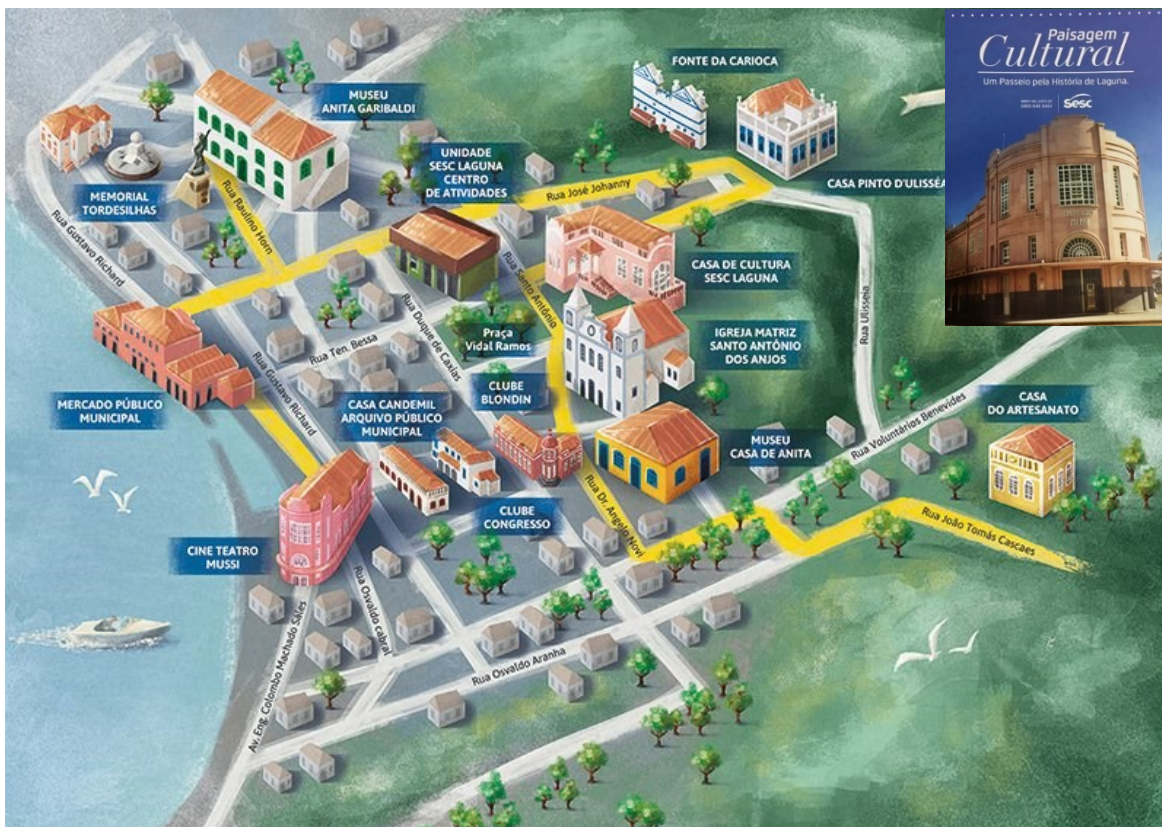 Paisagem
Cultural
Um Passeio pela História de Laguna.
Sesc
FONTE DA CARIOCA
MUSEU
ANITA GARIBALDI
UNIDADE
SESC LAGUNA
CENTRO
DE ATIVIDADES
CASA PINTO D'ULISSÉA
MEMORIAL
TORDESILHAS
Rua Raulino Horn
Rua José Johanny
Rua Gustavo Richard
Rua Santo Antônio
CASA DE CULTURA
SESC LAGUNA
Rua Ulisseia
Rua Duque de Caxias
Praça
Vidal Ramos
Rua Ten. Bessa
IGREJA MATRIZ
SANTO ANTÔNIO
DOS ANJOS
Rua Gustavo Richard
CLUBE
BLONDIN
MERCADO PÚBLICO
MUNICIPAL
CASA CANDEMIL
ARQUIVO PÚBLICO
MUNICIPAL
CASA
DO ARTESANATO
MUSEU
CASA DE ANITA
Rua Voluntários Benevides
Rua Dr. Angelo Novi
CLUBE
CONGRESSO
Rua João Tomás Cascaes
CINE TEATRO
MUSSI
Rua Osvaldo cabral
Av. Eng. Colombo Machado Sales
Rua Osvaldo Aranha